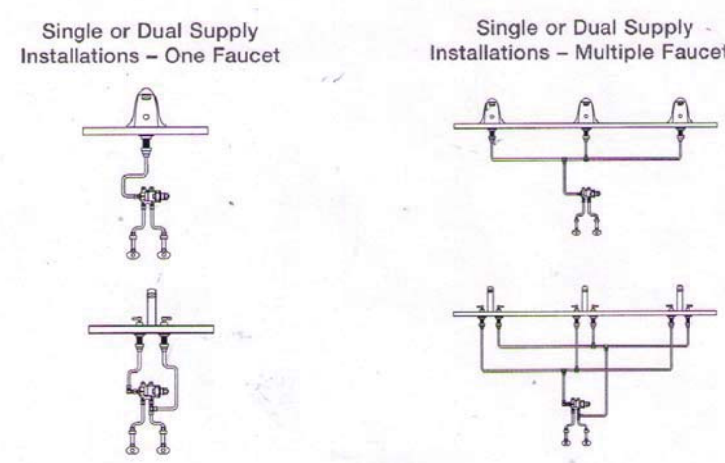 Single or Dual Supply
Installations – One Faucet
Single or Dual Supply
Installations – Multiple Faucet